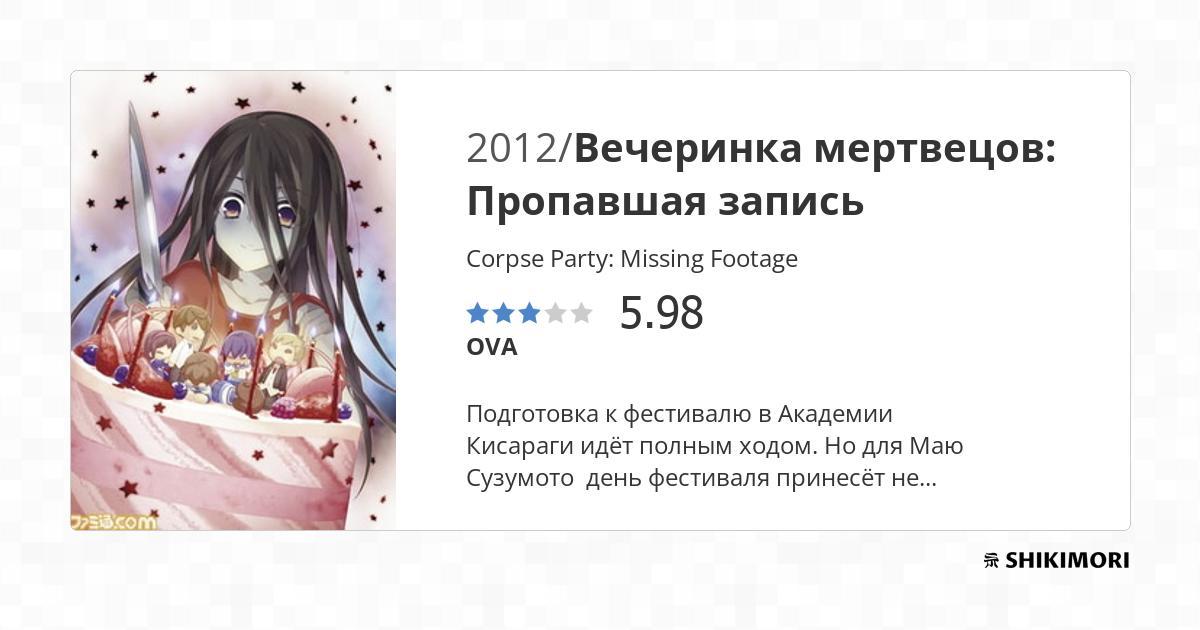 2012/Вечеринка мертвецов:
Пропавшая запись
Corpse Party: Missing Footage
5.98
OVA
Подготовка к фестивалю в Академии
Кисараги идёт полным ходом. Но для Маю
Сузумото день фестиваля принесёт не...
ファミ通.com
SHIKIMORI